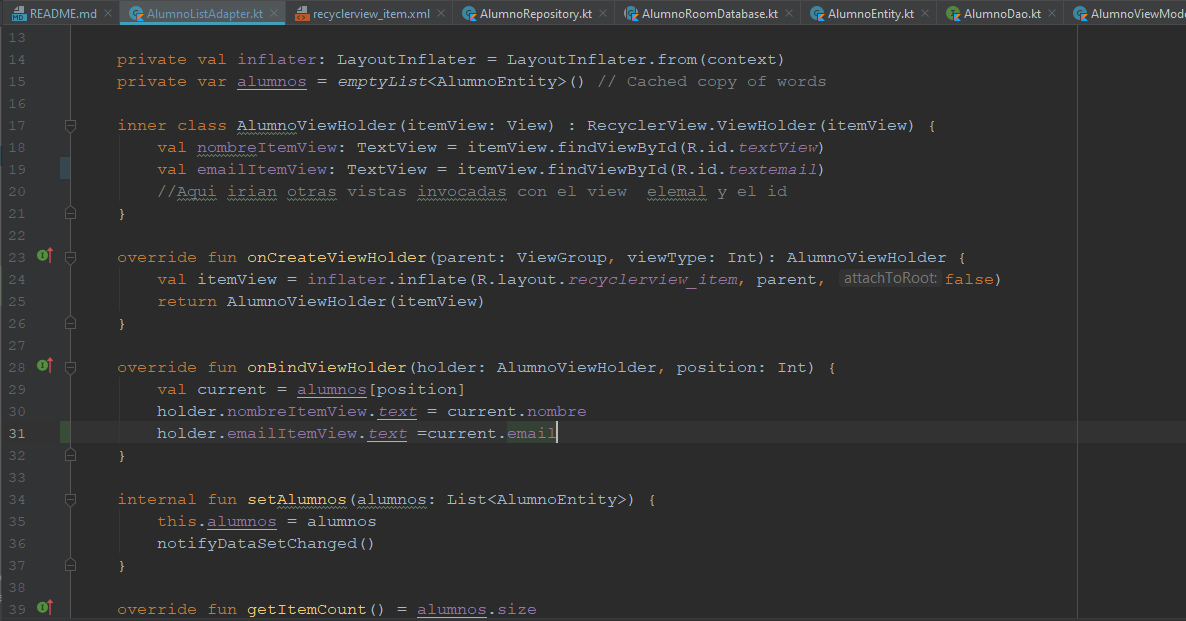 README.md AlumnoListAdapter.kt recyclerview_item.xml AlumnoRepository.kt AlumnoRoomDatabase.kt AlumnoEntity.kt AlumnoDao.kt AlumnoViewMode
13
14 private val inflater: LayoutInflater = LayoutInflater.from(context)
15 private var alumnos = emptyList<AlumnoEntity>() // Cached copy of words
16
17 inner class AlumnoViewHolder(itemView: View) : RecyclerView.ViewHolder(itemView) {
18 val nombreItemView: TextView = itemView.findViewById(R.id.textView)
19 val emailItemView: TextView = itemView.findViewById(R.id.textemail)
20 //Aqui irian otras vistas invocadas con el view  elemal y el id
21 }
22
23 override fun onCreateViewHolder(parent: ViewGroup, viewType: Int): AlumnoViewHolder {
24 val itemView = inflater.inflate(R.layout.recyclerview_item, parent, attachToRoot: false)
25 return AlumnoViewHolder(itemView)
26 }
27
28 override fun onBindViewHolder(holder: AlumnoViewHolder, position: Int) {
29 val current = alumnos[position]
30 holder.nombreItemView.text = current.nombre
31 holder.emailItemView.text =current.email
32 }
33
34 internal fun setAlumnos(alumnos: List<AlumnoEntity>) {
35 this.alumnos = alumnos
36 notifyDataSetChanged()
37 }
38
39 override fun getItemCount() = alumnos.size